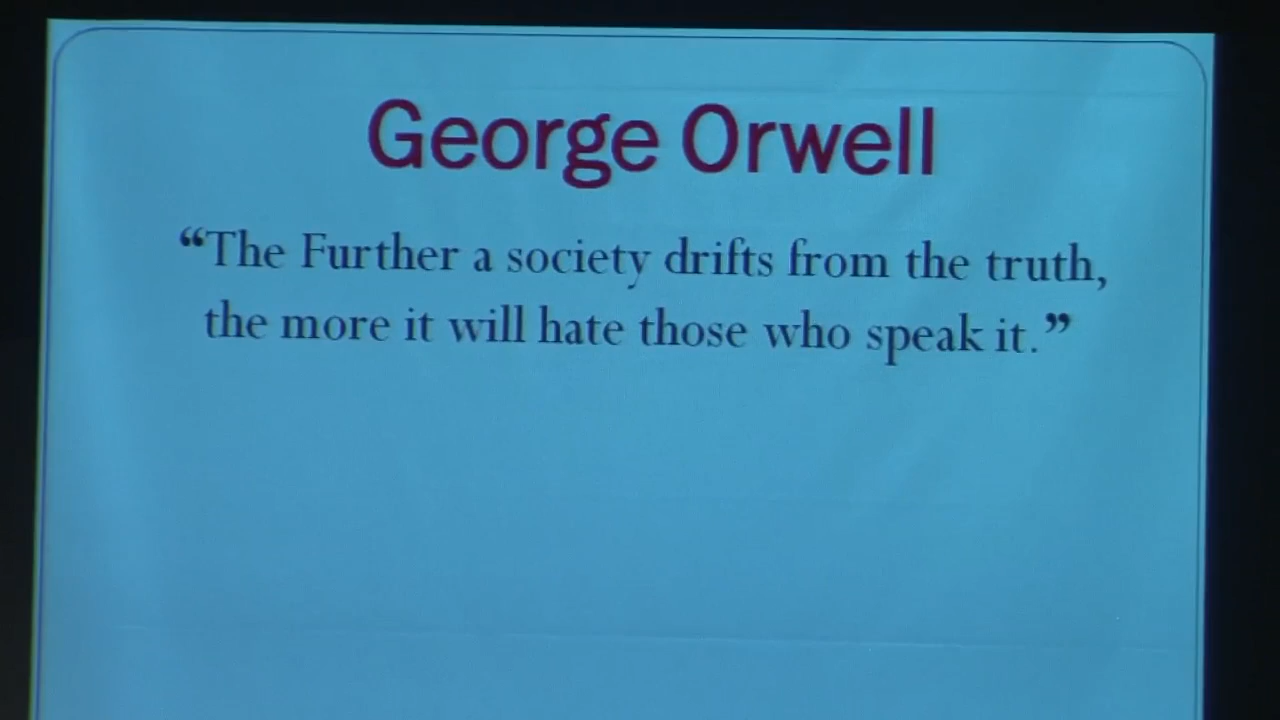 George Orwell
“The Further a society drifts from the truth,
the more it will hate those who speak it.”